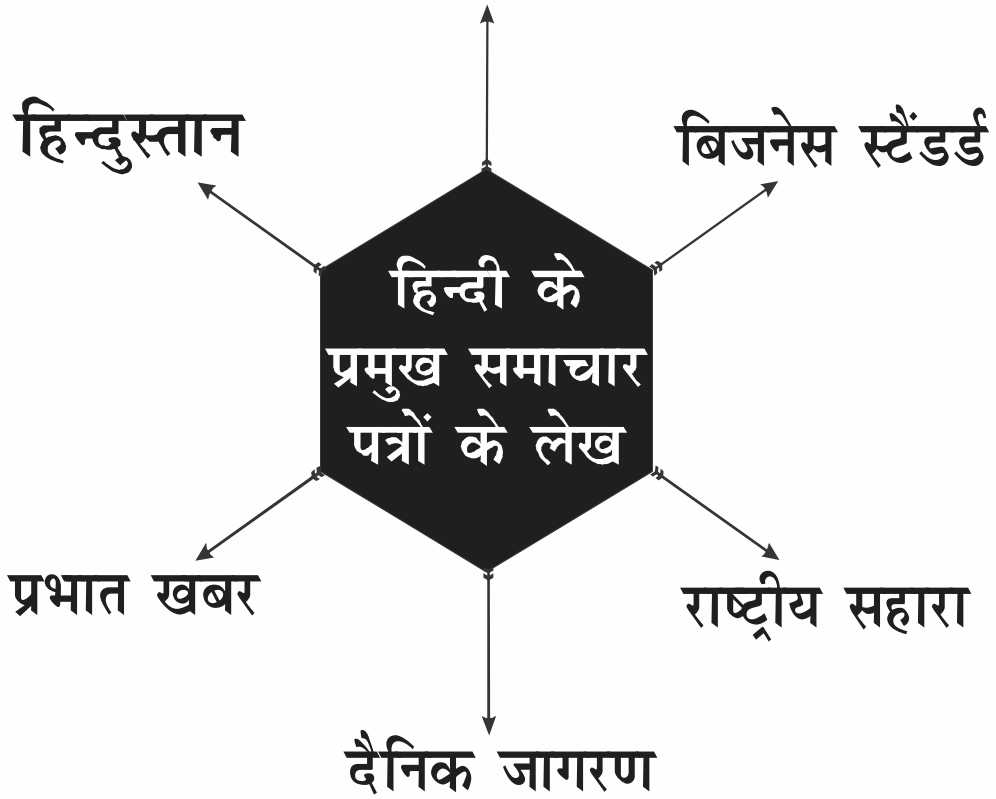 हिन्दुस्तान
बिजनेस स्टैंडर्ड
हिन्दी के
प्रमुख समाचार
पत्रों के लेख
प्रभात खबर
राष्ट्रीय सहारा
दैनिक जागरण